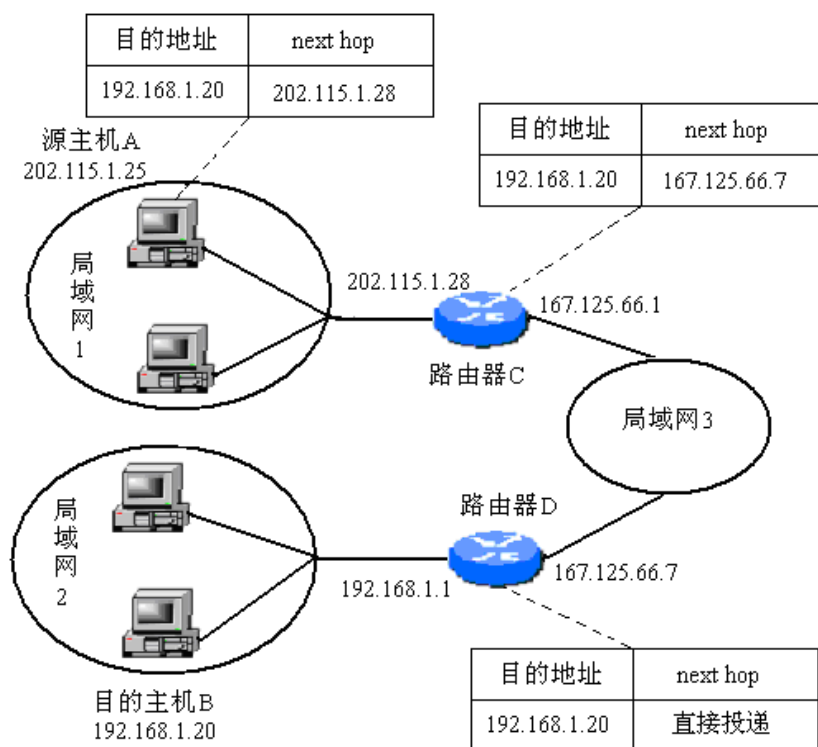 目的地址 next hop
192.168.1.20 202.115.1.28
源主机A
202.115.1.25
目的地址 next hop
192.168.1.20 167.125.66.7
局域网1
202.115.1.28
167.125.66.1
路由器C
局域网3
局域网2
路由器D
192.168.1.1
167.125.66.7
目的主机B
192.168.1.20
目的地址 next hop
192.168.1.20 直接投递